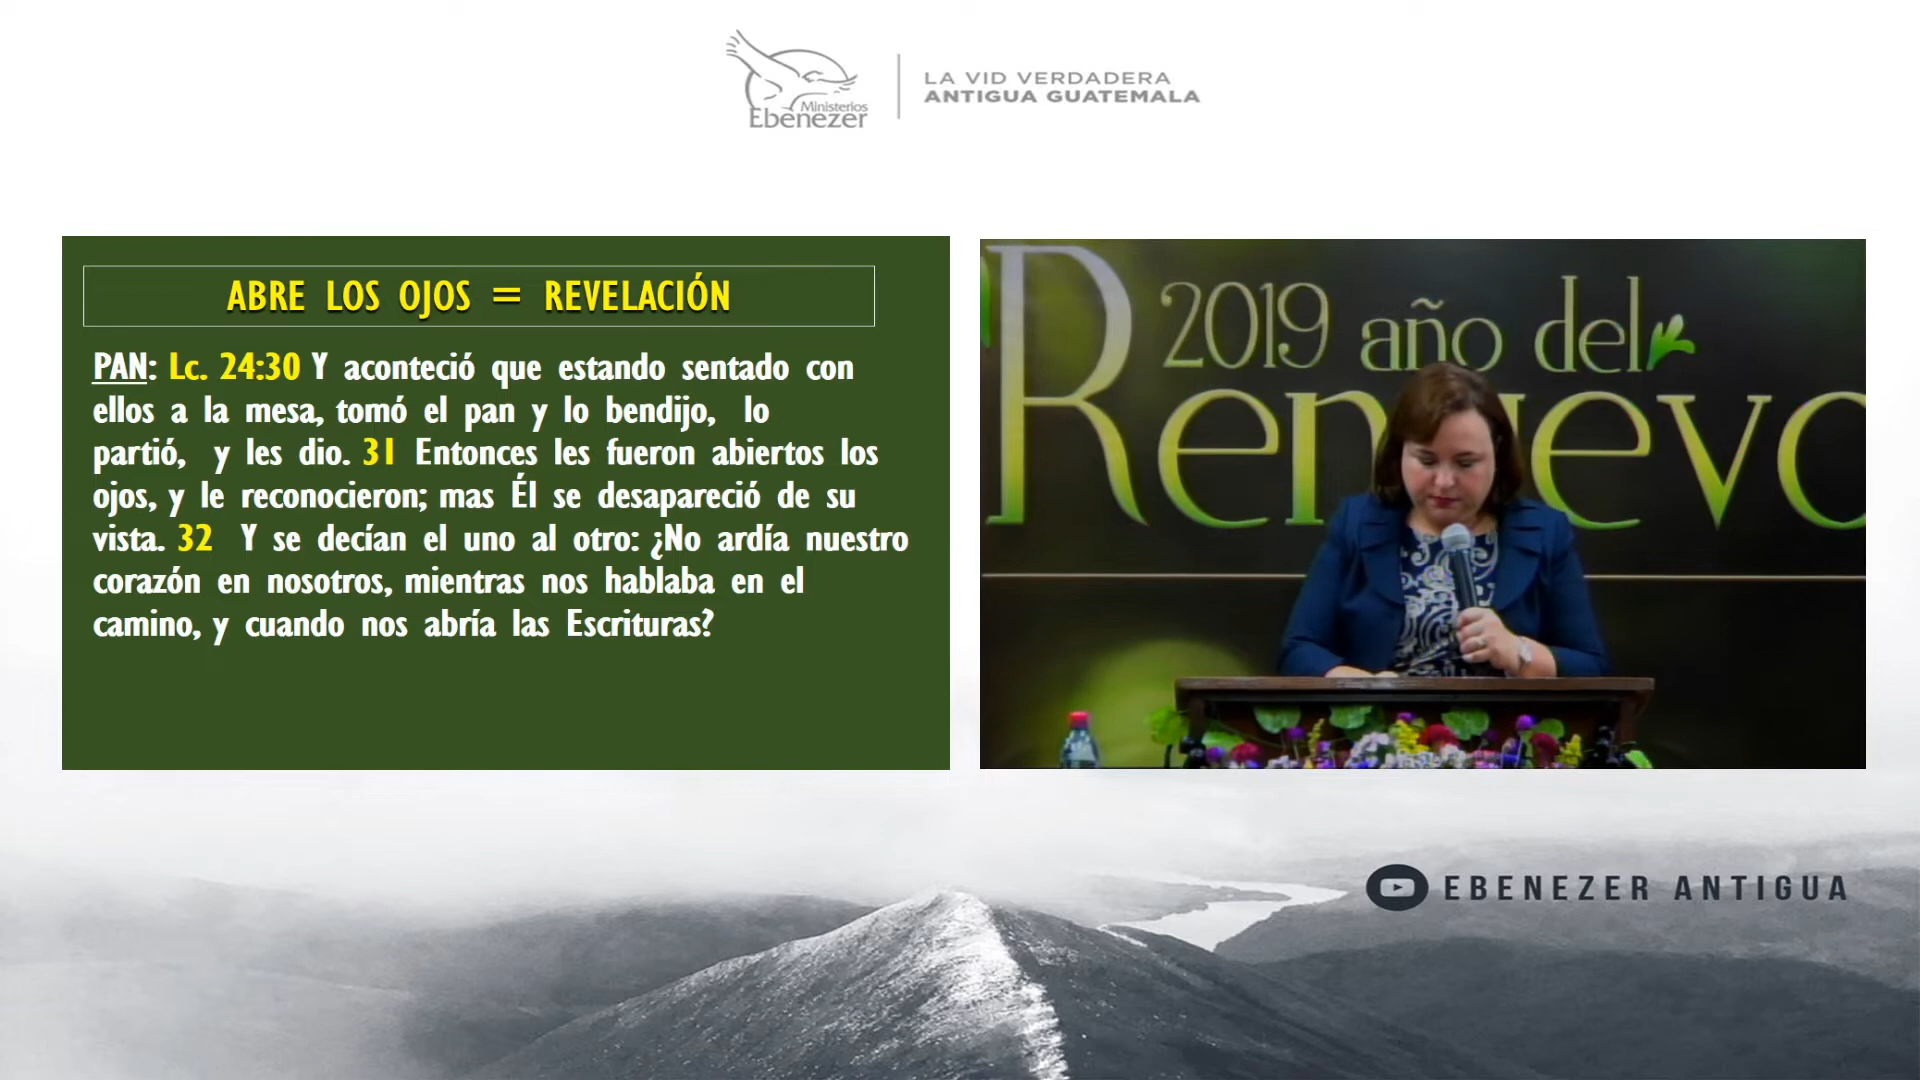 Ministerios
Ebenezer
LA VID VERDADERA
ANTIGUA GUATEMALA
ABRE LOS OJOS = REVELACIÓN
PAN: Lc. 24:30 Y aconteció que estando sentado con
ellos a la mesa, tomó el pan y lo bendijo, lo
partió, y les dio. 31 Entonces les fueron abiertos los
ojos, y le reconocieron; mas Él se desapareció de su
vista. 32 Y se decían el uno al otro: ¿No ardía nuestro
corazón en nosotros, mientras nos hablaba en el
camino, y cuando nos abría las Escrituras?
2019 año del
Renuevo
EBENEZER ANTIGUA